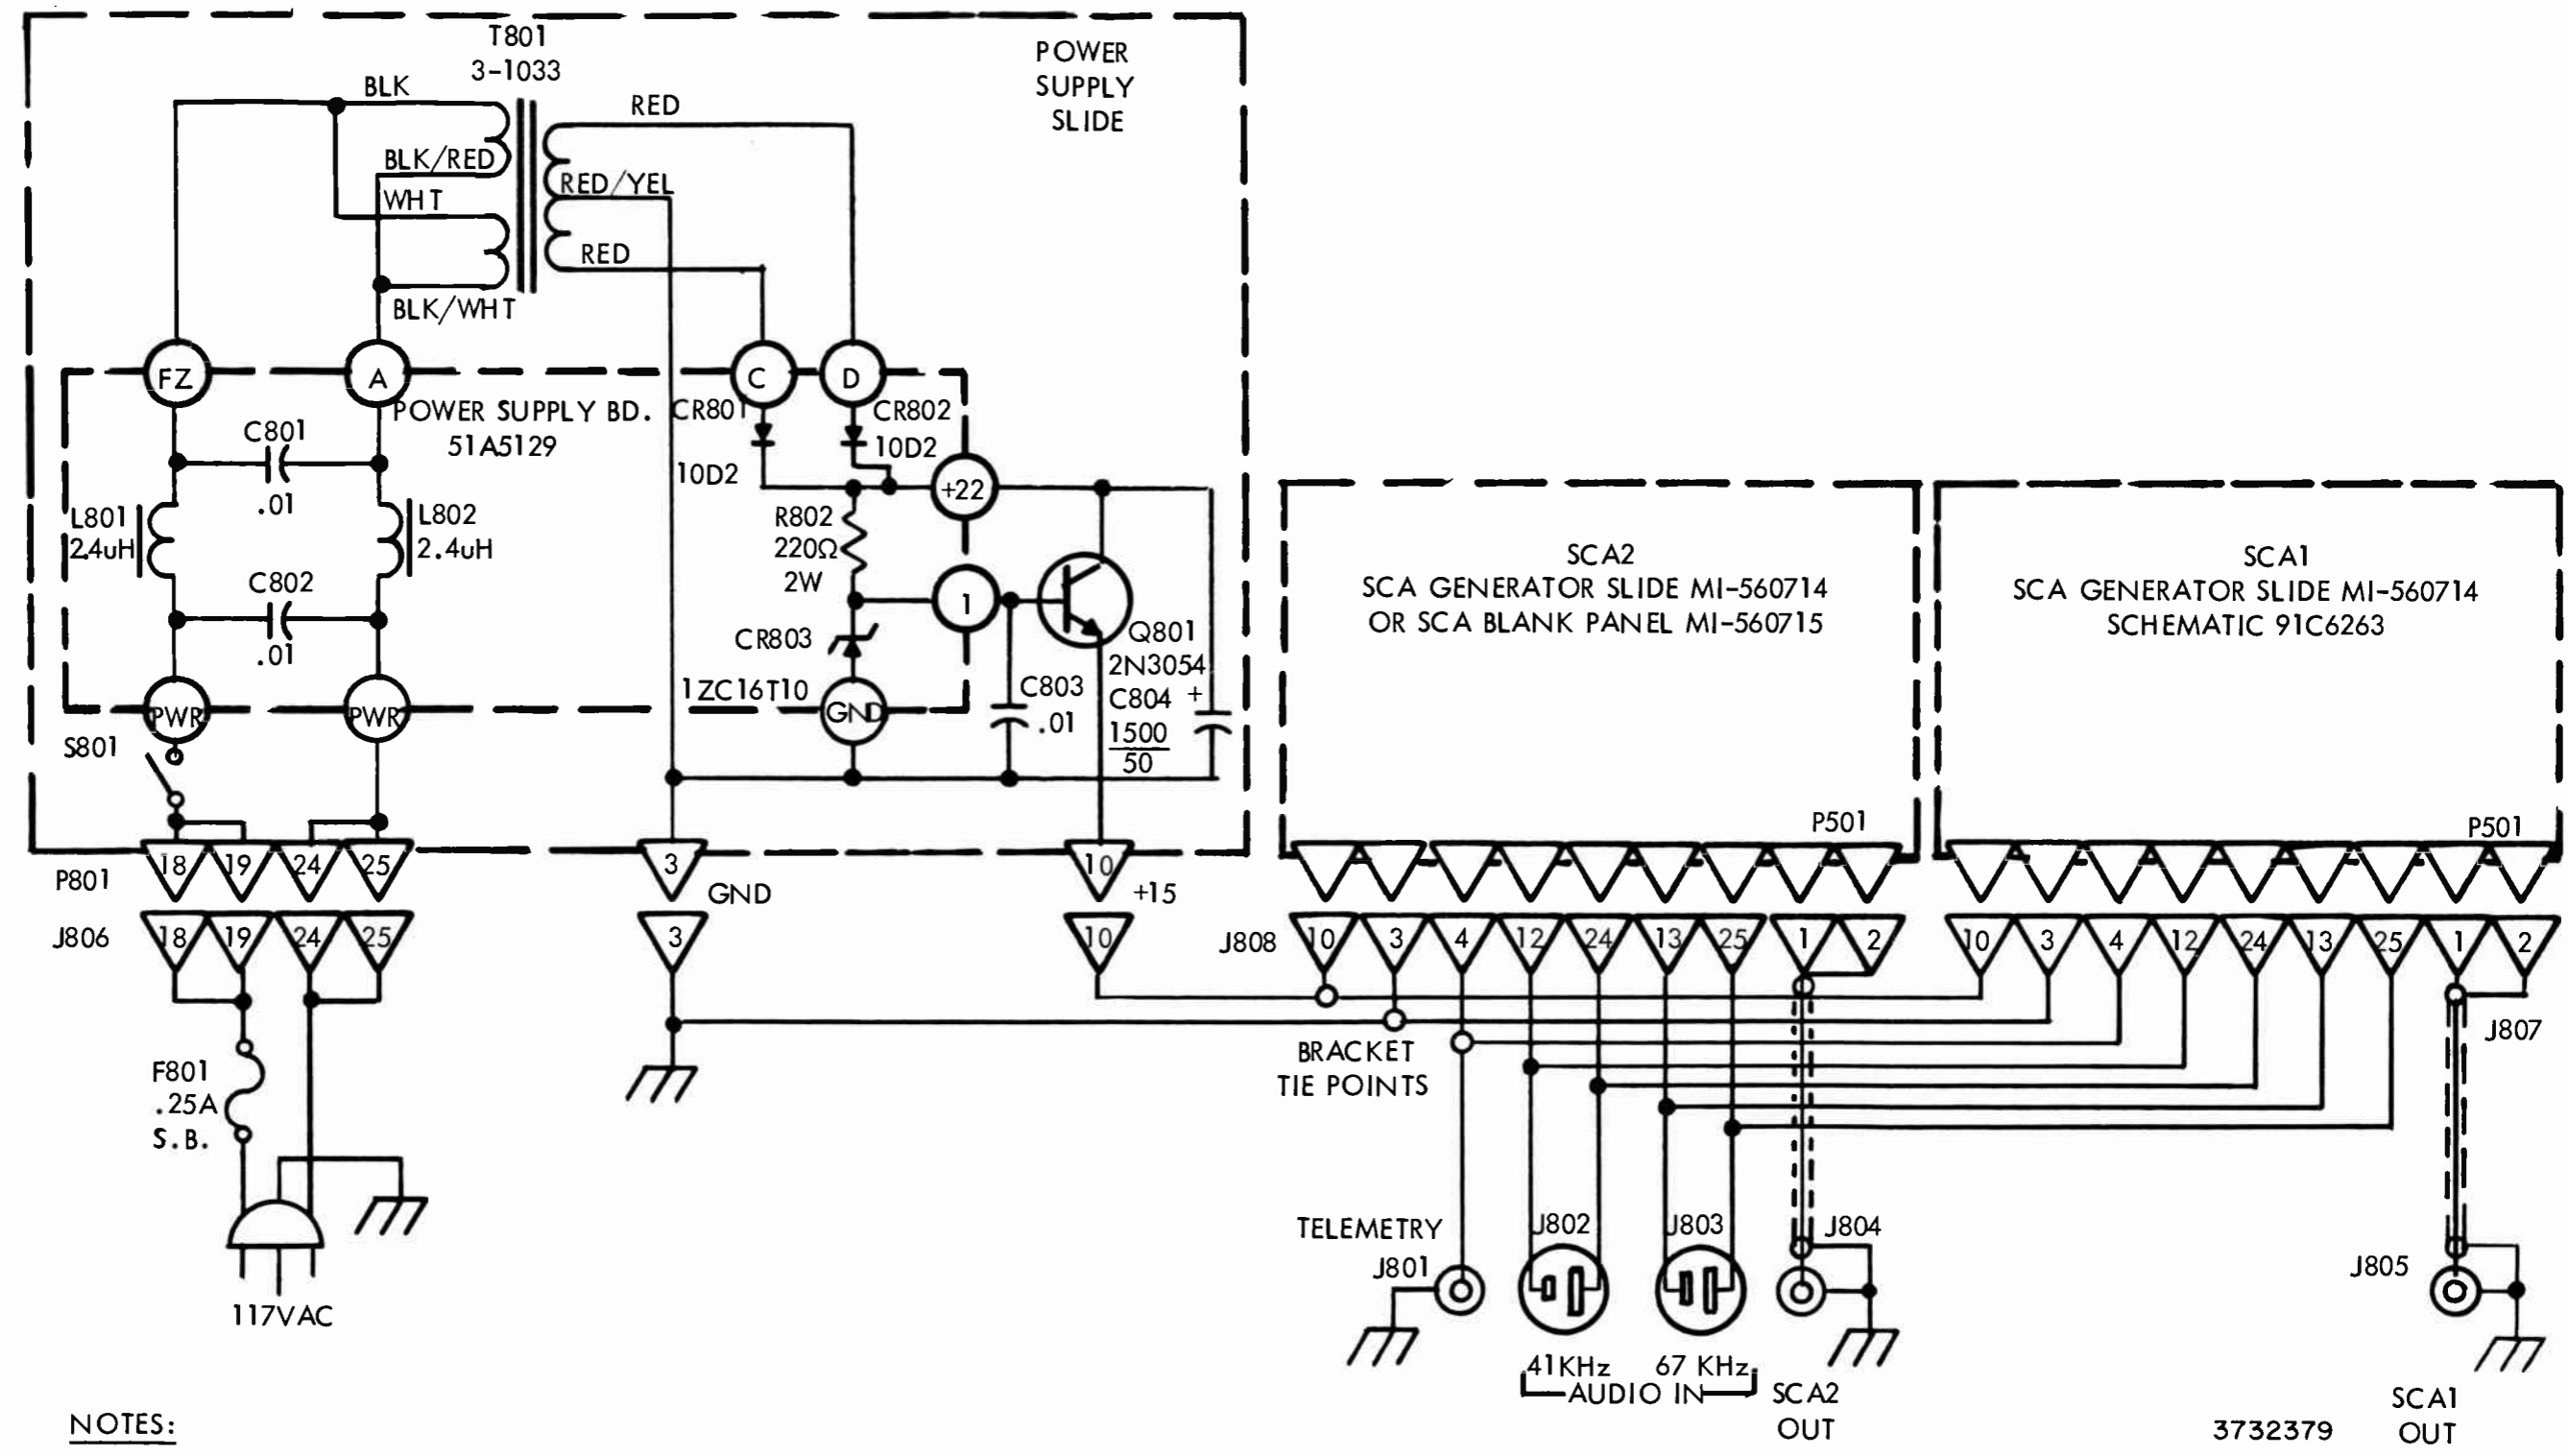 T801
3-1033
POWER
SUPPLY
SLIDE
BLK
RED
BLK/RED
RED/YEL
WHT
RED
BLK/WHT
FZ
A
C
D
POWER SUPPLY BD.
51A5129
CR801
10D2
CR802
10D2
C801
.01
+22
L801
2.4uH
L802
2.4uH
R802
220Ω
2W
C802
.01
1
CR803
1ZC16T10
Q801
2N3054
C803
.01
C804 +
1500
50
PWR
PWR
GND
S801
SCA2
SCA GENERATOR SLIDE MI-560714
OR SCA BLANK PANEL MI-560715
SCA1
SCA GENERATOR SLIDE MI-560714
SCHEMATIC 91C6263
P501
P501
P801
18 19 24 25
3
GND
10
+15
J806
18 19 24 25
3
10
J808
10 3 4 12 24 13 25 1 2
10 3 4 12 24 13 25 1 2
J807
BRACKET
TIE POINTS
F801
.25A
S.B.
117VAC
TELEMETRY
J801
J802
J803
J804
J805
41KHz 67 KHz
AUDIO IN
SCA2
OUT
SCA1
OUT
NOTES:
3732379